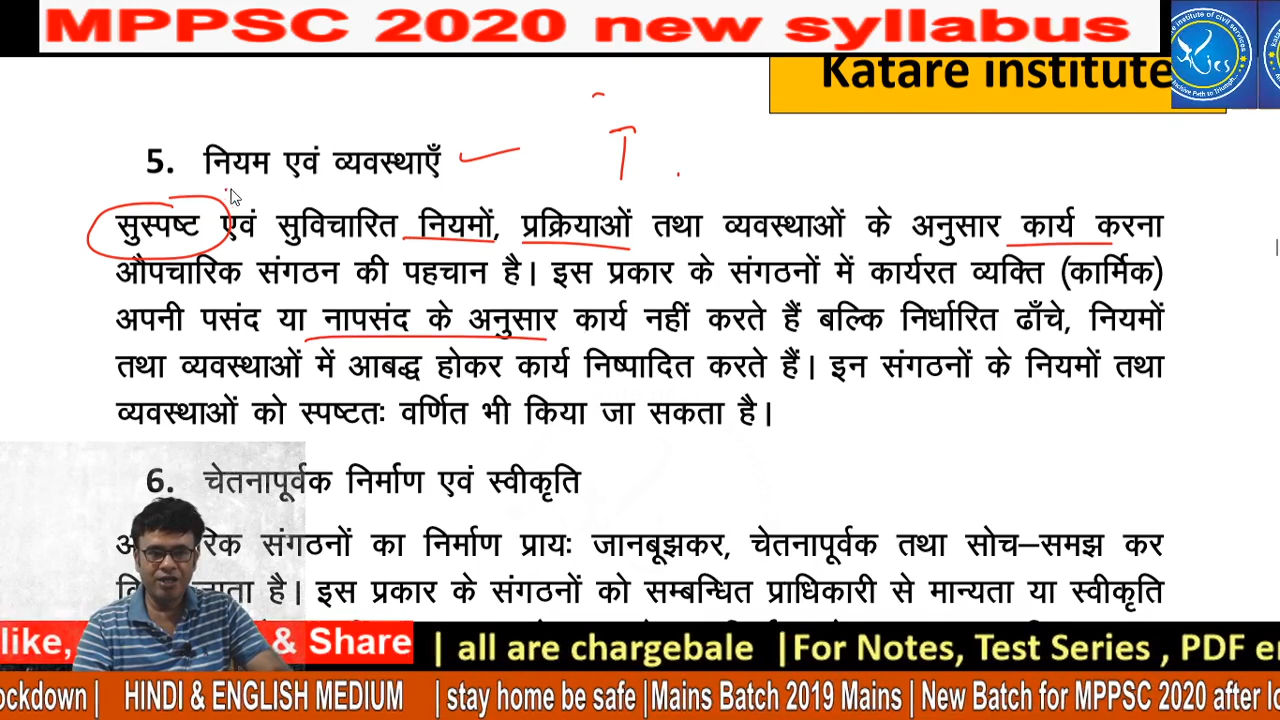 MPPSC 2020 new syllabus
Katare institute
5. नियम एवं व्यवस्थाएँ
सुस्पष्ट एवं सुविचारित नियमों, प्रक्रियाओं तथा व्यवस्थाओं के अनुसार कार्य करना
औपचारिक संगठन की पहचान है। इस प्रकार के संगठनों में कार्यरत व्यक्ति (कार्मिक)
अपनी पसंद या नापसंद के अनुसार कार्य नहीं करते हैं बल्कि निर्धारित ढाँचे, नियमों
तथा व्यवस्थाओं में आबद्ध होकर कार्य निष्पादित करते हैं। इन संगठनों के नियमों तथा
व्यवस्थाओं को स्पष्टतः वर्णित भी किया जा सकता है।
6. चेतनापूर्वक निर्माण एवं स्वीकृति
संगठनों का निर्माण प्रायः जानबूझकर, चेतनापूर्वक तथा सोच–समझ कर
है। इस प्रकार के संगठनों को सम्बन्धित प्राधिकारी से मान्यता या स्वीकृति
like, & Share | all are chargebale |For Notes, Test Series , PDF
ockdown | HINDI & ENGLISH MEDIUM | stay home be safe |Mains Batch 2019 Mains | New Batch for MPPSC 2020 after